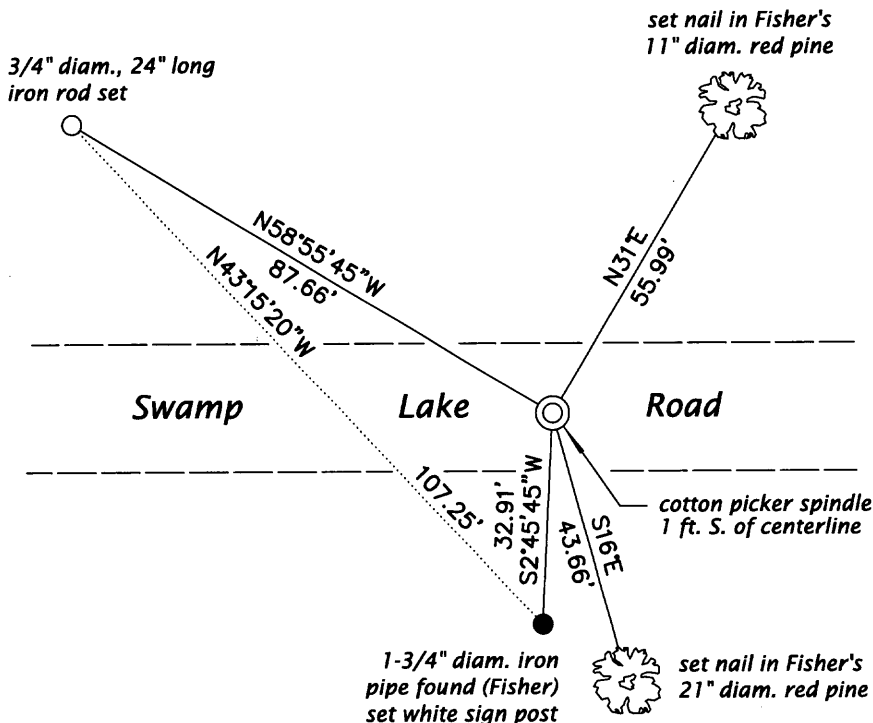 set nail in Fisher's
11" diam. red pine
3/4" diam., 24" long
iron rod set
N58°55'45"W
87.66'
N31°E
55.99'
N43°15'20"W
107.25'
Swamp Lake Road
32.91'
S2°45'45"W
S16°E
43.66'
cotton picker spindle
1 ft. S. of centerline
1-3/4" diam. iron
pipe found (Fisher)
set white sign post
set nail in Fisher's
21" diam. red pine